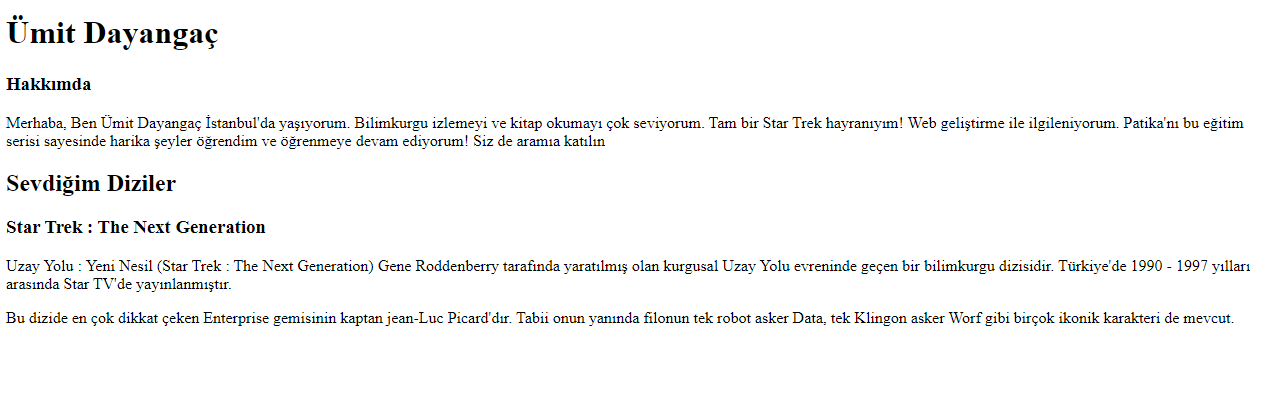 Ümit Dayangaç
Hakkımda
Merhaba, Ben Ümit Dayangaç İstanbul'da yaşıyorum. Bilimkurgu izlemeyi ve kitap okumayı çok seviyorum. Tam bir Star Trek hayranıyım! Web geliştirme ile ilgileniyorum. Patika'nı bu eğitim
serisi sayesinde harika şeyler öğrendim ve öğrenmeye devam ediyorum! Siz de aramıa katılın
Sevdiğim Diziler
Star Trek : The Next Generation
Uzay Yolu : Yeni Nesil (Star Trek : The Next Generation) Gene Roddenberry tarafında yaratılmış olan kurgusal Uzay Yolu evreninde geçen bir bilimkurgu dizisidir. Türkiye'de 1990 - 1997 yılları
arasında Star TV'de yayınlanmıştır.
Bu dizide en çok dikkat çeken Enterprise gemisinin kaptan jean-Luc Picard'dır. Tabii onun yanında filonun tek robot asker Data, tek Klingon asker Worf gibi birçok ikonik karakteri de mevcut.